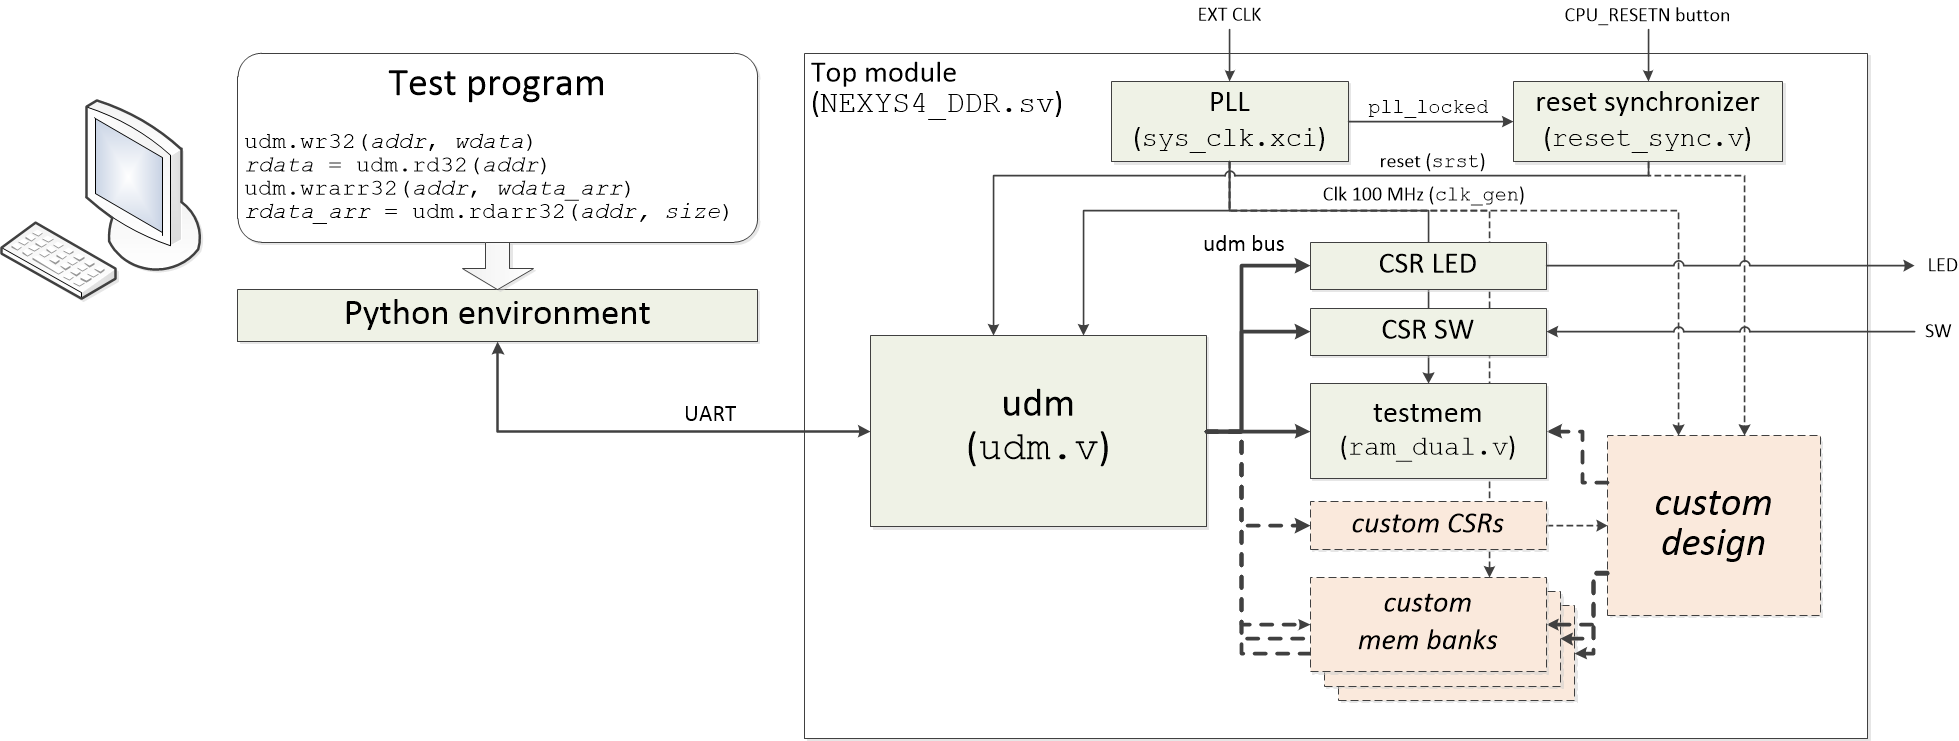 EXT CLK
CPU_RESETN button
Test program
udm.wr32(addr, wdata)
rdata = udm.rd32(addr)
udm.wrarr32(addr, wdata_arr)
rdata_arr = udm.rdarr32(addr, size)
Python environment
UART
Top module
(NEXYS4_DDR.sv)
PLL
(sys_clk.xci)
pll_locked
reset synchronizer
(reset_sync.v)
reset (srst)
Clk 100 MHz (clk_gen)
udm bus
CSR LED
LED
CSR SW
SW
udm
(udm.v)
testmem
(ram_dual.v)
custom CSRs
custom
design
custom
mem banks